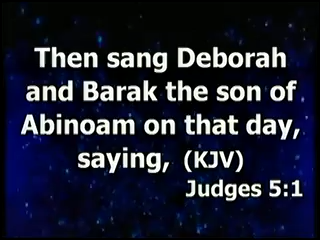 Then sang Deborah
and Barak the son of
Abinoam on that day,
saying, (KJV)
Judges 5:1